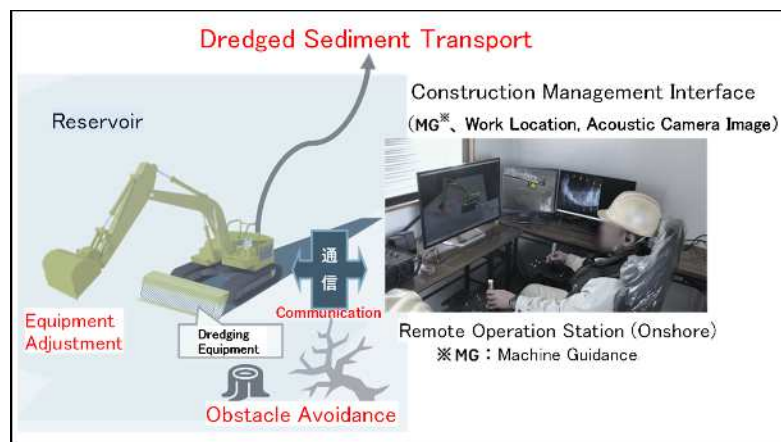 Dredged Sediment Transport
Construction Management Interface
(MG※、Work Location, Acoustic Camera Image)
Reservoir
通
信
Communication
Equipment
Adjustment
Dredging
Equipment
Obstacle Avoidance
Remote Operation Station (Onshore)
※MG：Machine Guidance